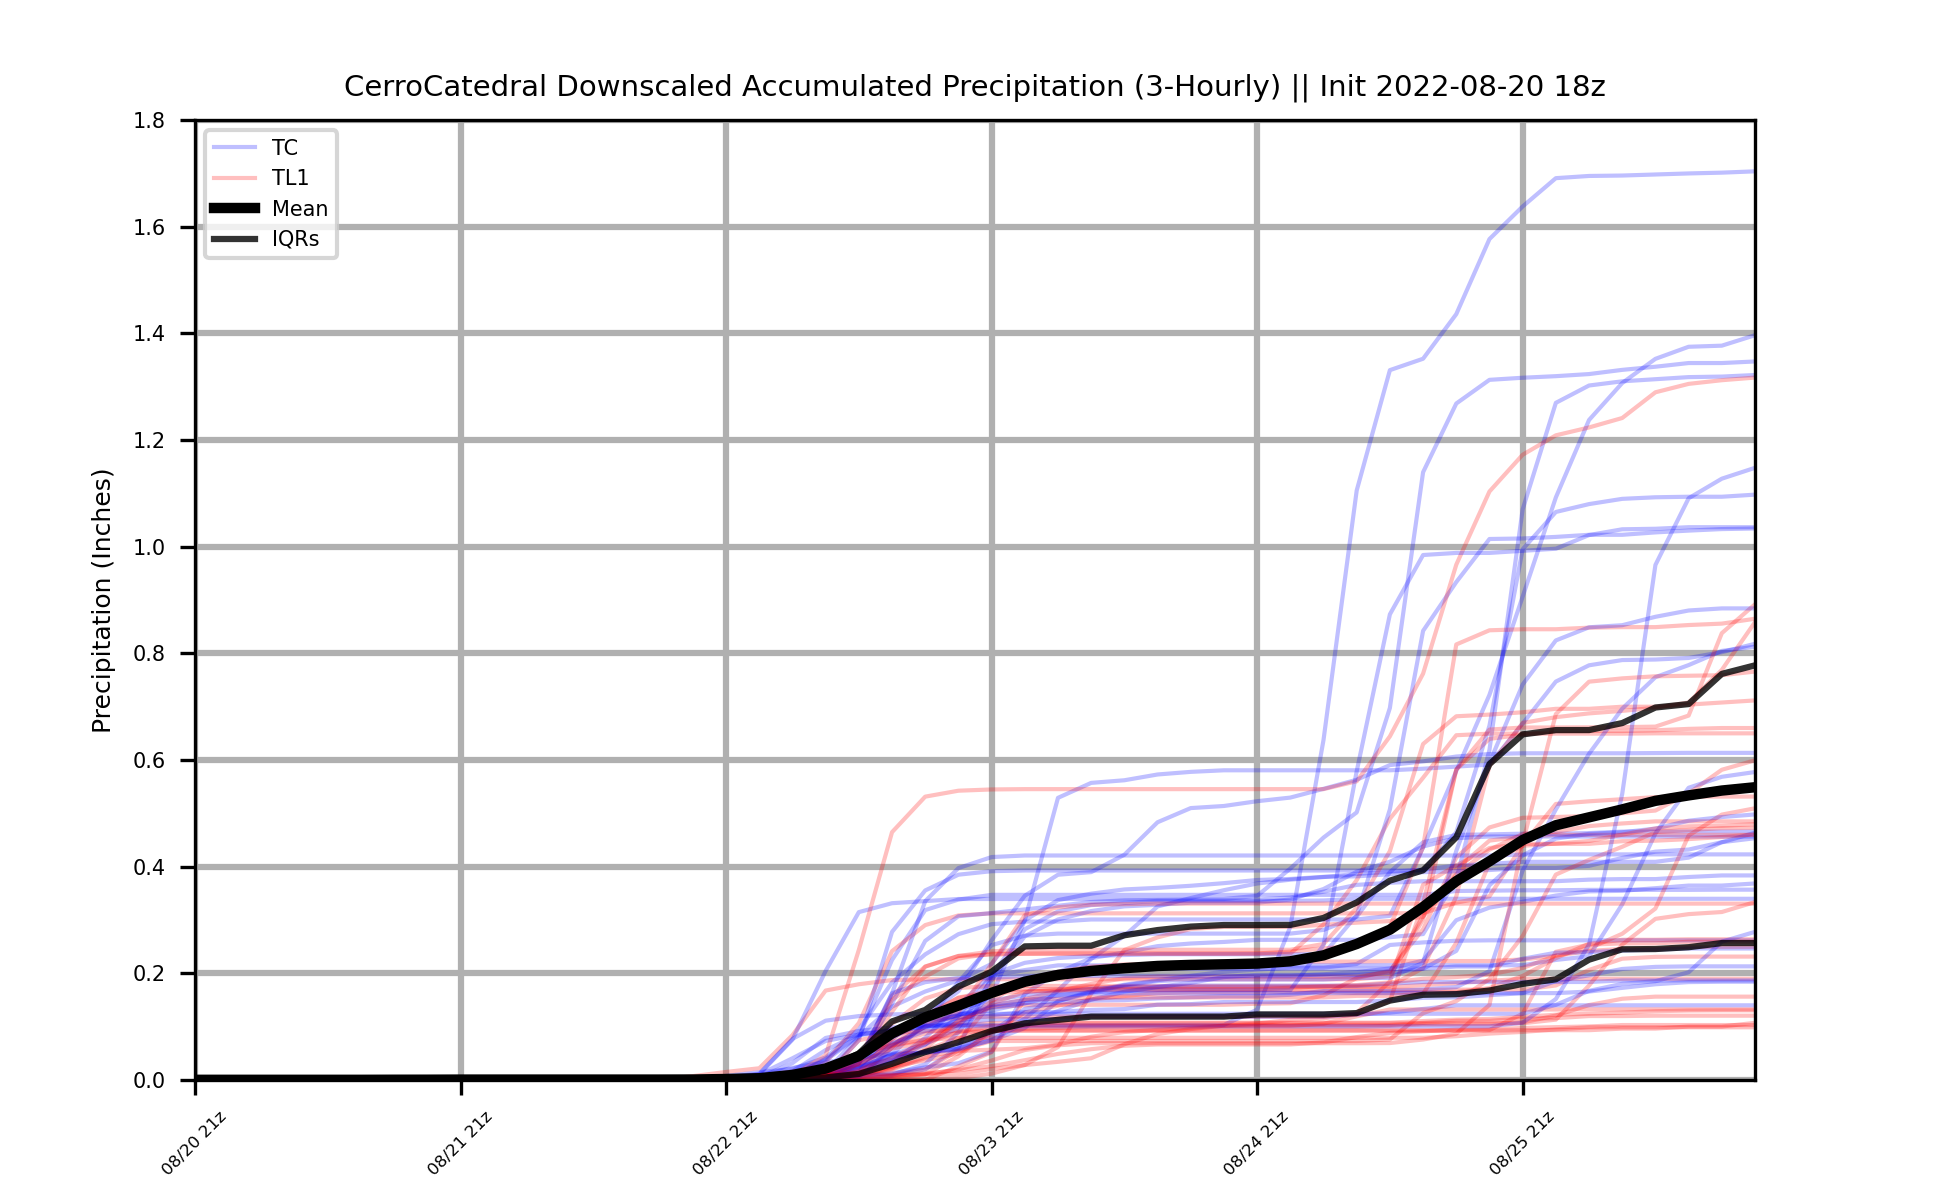 CerroCatedral Downscaled Accumulated Precipitation (3-Hourly) || Init 2022-08-20 18z
1.8
1.6
1.4
1.2
1.0
0.8
0.6
0.4
0.2
0.0
Precipitation (Inches)
TC
TL1
Mean
IQRs
08/20 21z
08/21 21z
08/22 21z
08/23 21z
08/24 21z
08/25 21z